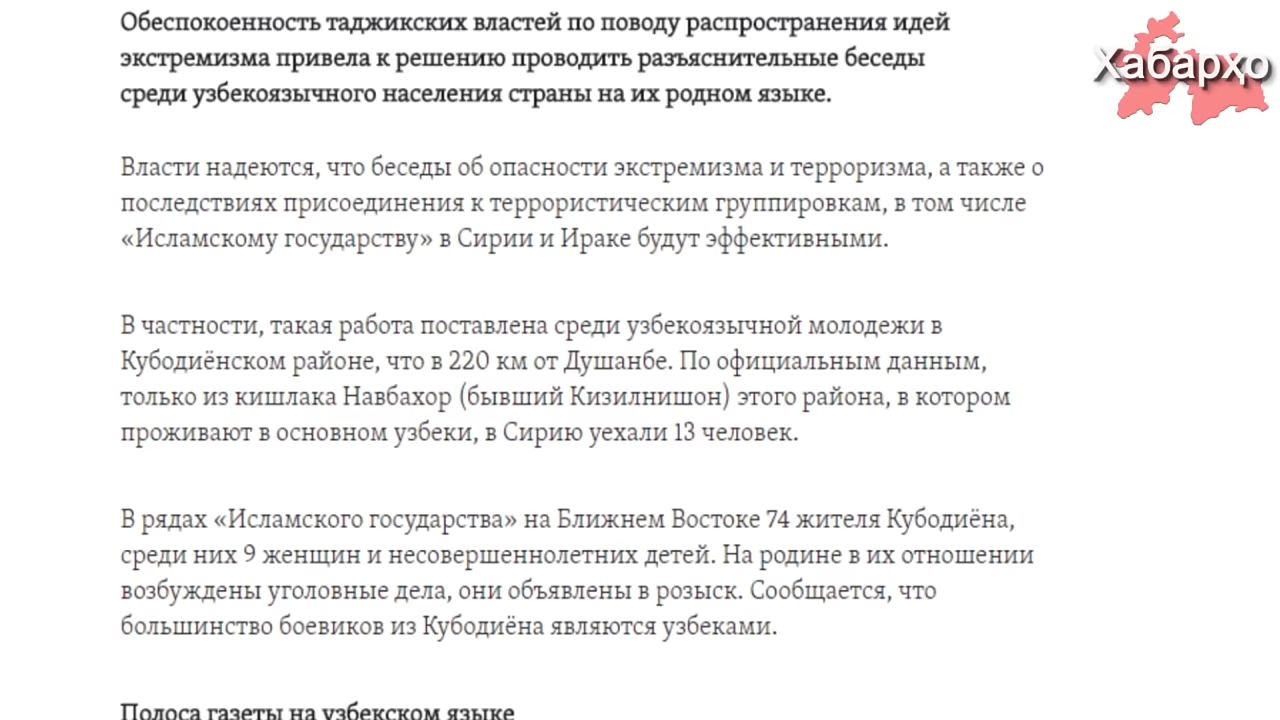 Обеспокоенность таджикских властей по поводу распространения идей
экстремизма привела к решению проводить разъяснительные беседы
среди узбекоязычного населения страны на их родном языке.
Хабарҳо
Власти надеются, что беседы об опасности экстремизма и терроризма, а также о
последствиях присоединения к террористическим группировкам, в том числе
«Исламскому государству» в Сирии и Ираке будут эффективными.
В частности, такая работа поставлена среди узбекоязычной молодежи в
Кубодиёнском районе, что в 220 км от Душанбе. По официальным данным,
только из кишлака Навбахор (бывший Кизилнишон) этого района, в котором
проживают в основном узбеки, в Сирию уехали 13 человек.
В рядах «Исламского государства» на Ближнем Востоке 74 жителя Кубодиёна,
среди них 9 женщин и несовершеннолетних детей. На родине в их отношении
возбуждены уголовные дела, они объявлены в розыск. Сообщается, что
большинство боевиков из Кубодиёна являются узбеками.
Полоса газеты на узбекском языке